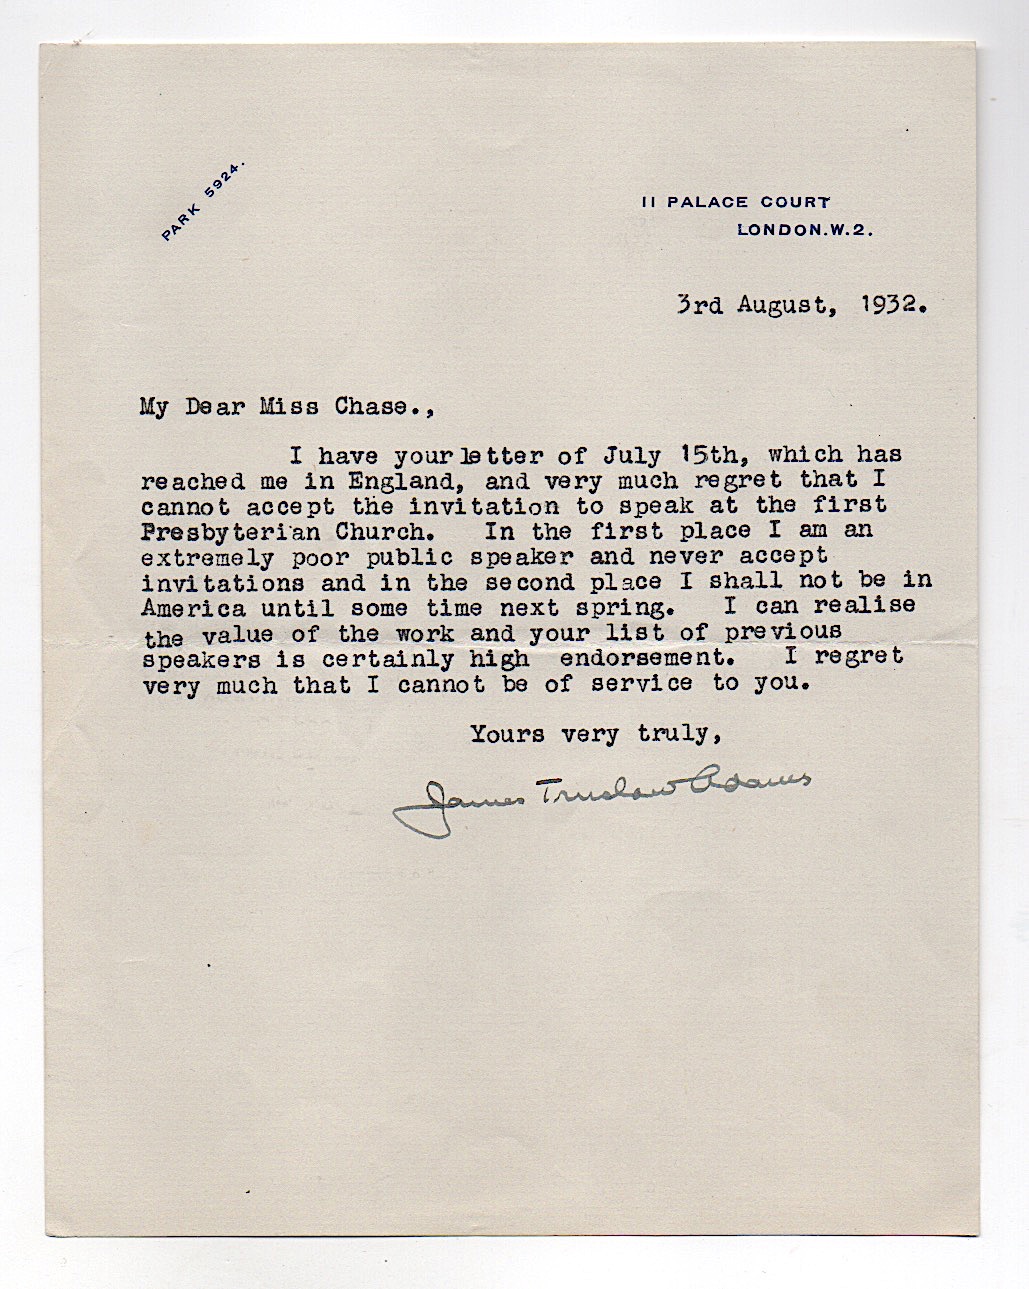 PARK 5924.
11 PALACE COURT
LONDON.W.2.
3rd August, 1932.
My Dear Miss Chase.,
I have your letter of July 15th, which has
reached me in England, and very much regret that I
cannot accept the invitation to speak at the first
Presbyterian Church. In the first place I am an
extremely poor public speaker and never accept
invitations and in the second place I shall not be in
America until some time next spring. I can realise
the value of the work and your list of previous
speakers is certainly high endorsement. I regret
very much that I cannot be of service to you.
Yours very truly,
James Truslow Adams